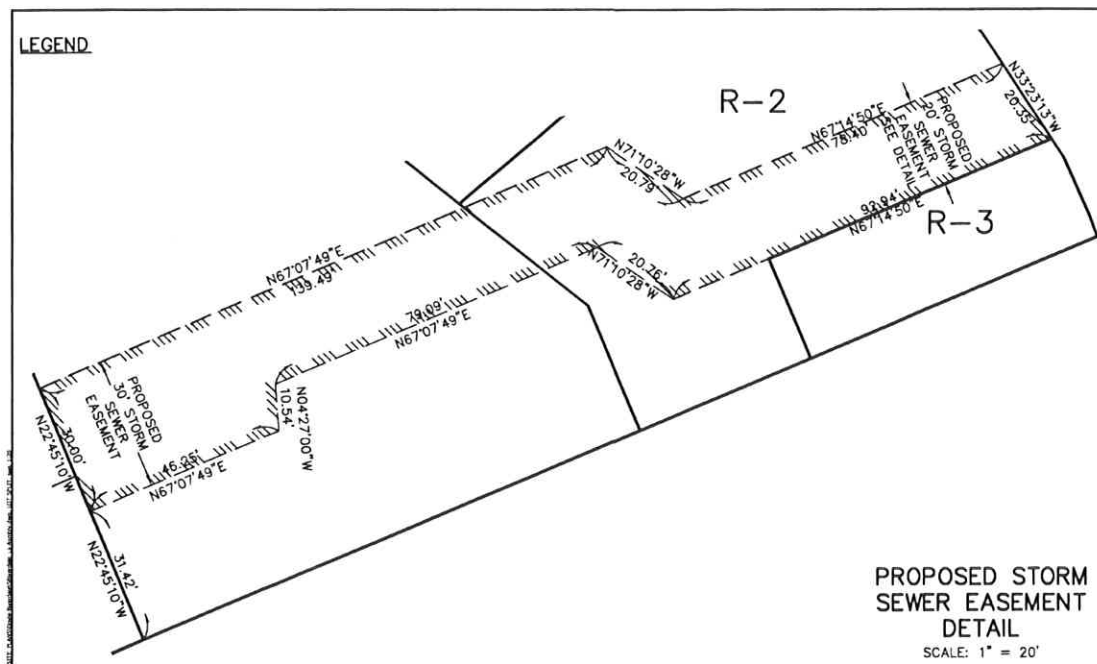 LEGEND
R-2
N33°23'13"W
20.35'
N67°14'50"E
78.40'
PROPOSED
20' STORM
SEWER
EASEMENT
SEE DETAIL
N71°10'28"W
20.79'
92.94'
N67°14'50"E
R-3
N67°07'49"E
139.49'
20.76'
N71°10'28"W
79.09'
N67°07'49"E
N04°27'00"W
10.54'
PROPOSED
30' STORM
SEWER
EASEMENT
30.00'
N22°45'10"W
46.25'
N67°07'49"E
31.42'
N22°45'10"W
PROPOSED STORM
SEWER EASEMENT
DETAIL
SCALE: 1" = 20'